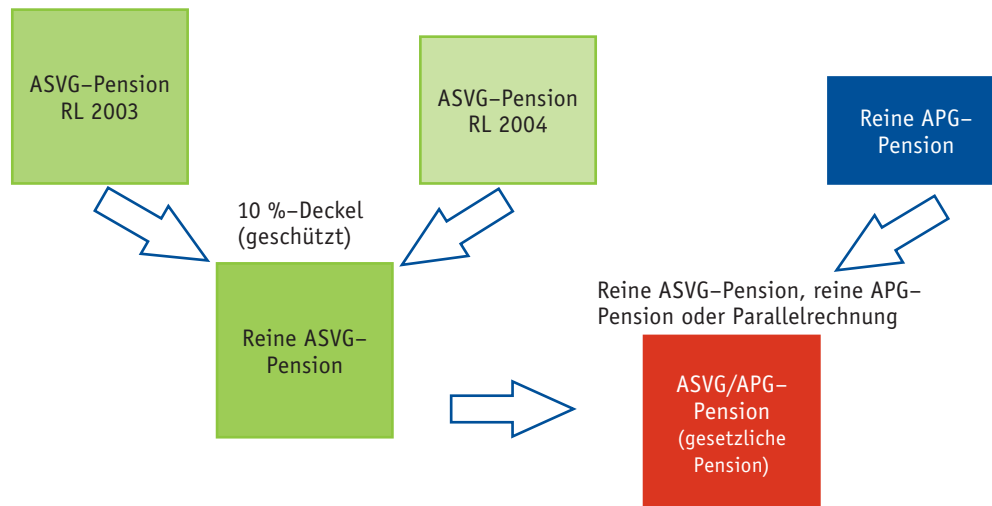 ASVG–Pension
RL 2003
ASVG–Pension
RL 2004
Reine APG–
Pension
10 %–Deckel
(geschützt)
Reine ASVG–
Pension
Reine ASVG–Pension, reine APG–
Pension oder Parallelrechnung
ASVG/APG–
Pension
(gesetzliche
Pension)